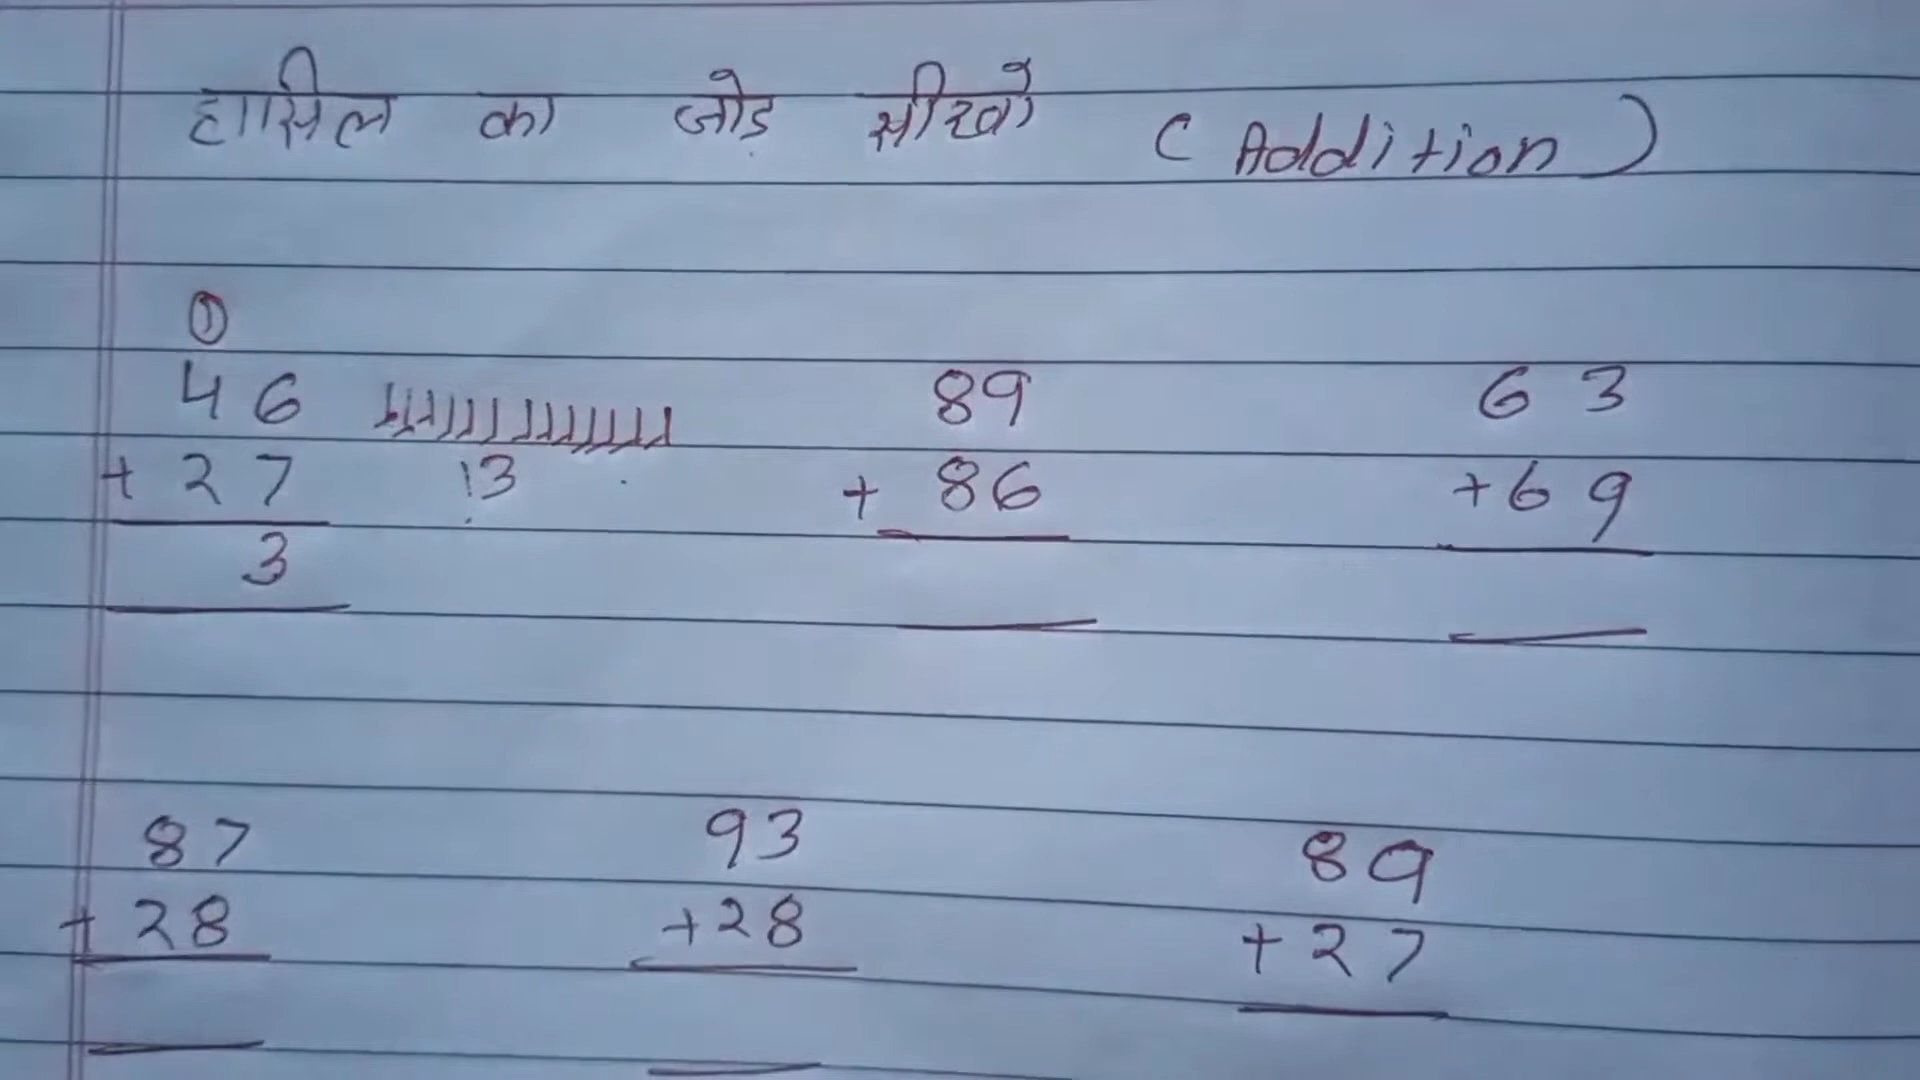 हासिल का जोड़ सीखो (Addition)
①
46 89 63
+27 13 +86 +69
3
87 93 89
+28 +28 +27